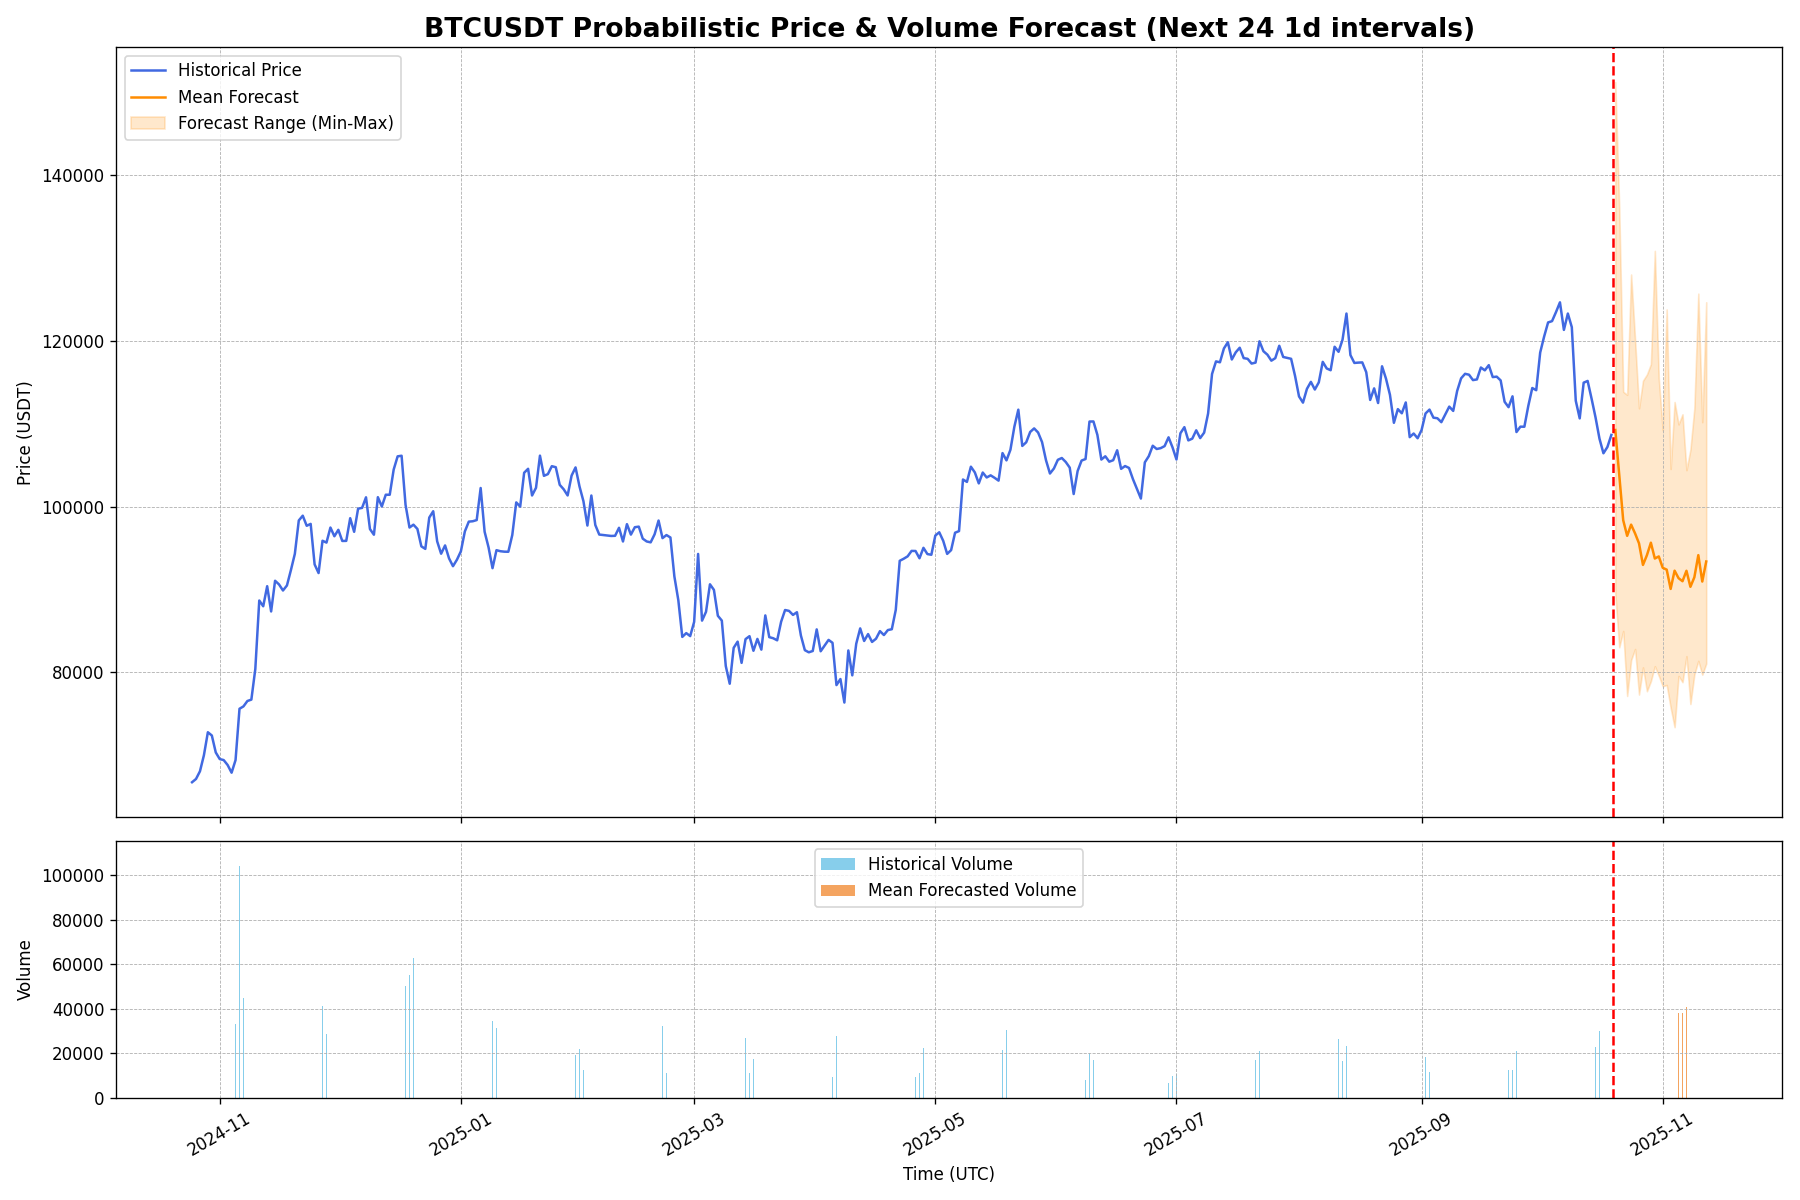 BTCUSDT Probabilistic Price & Volume Forecast (Next 24 1d intervals)
Historical Price
Mean Forecast
Forecast Range (Min-Max)
140000
120000
100000
80000
Price (USDT)
Historical Volume
Mean Forecasted Volume
100000
80000
60000
40000
20000
0
Volume
2024-11
2025-01
2025-03
2025-05
2025-07
2025-09
2025-11
Time (UTC)